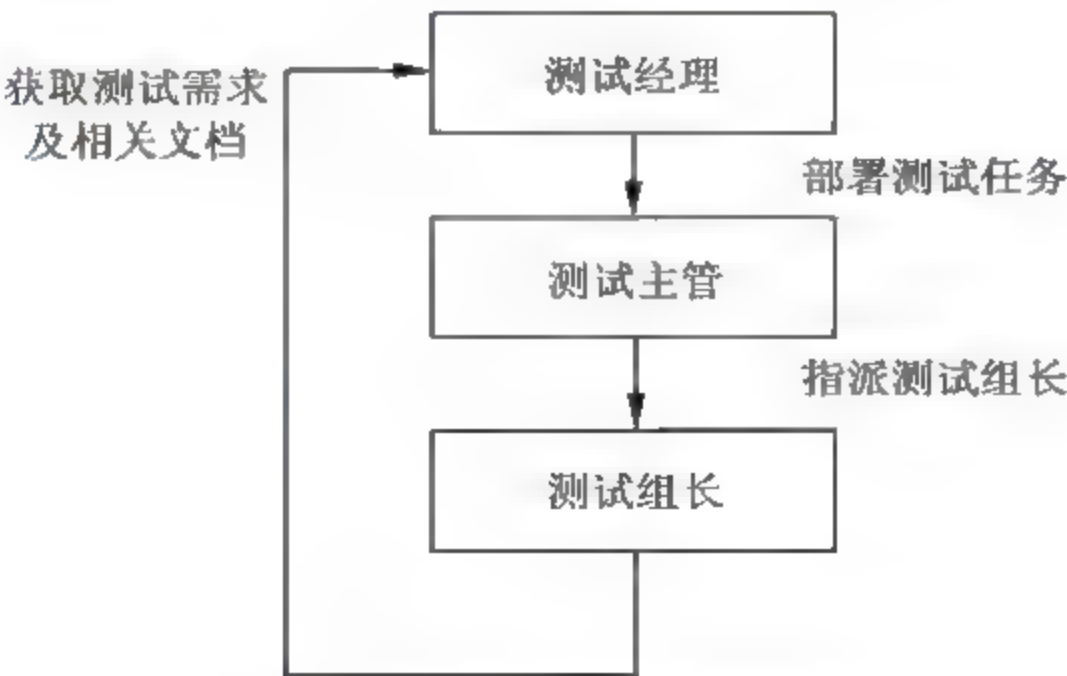 测试经理
获取测试需求
及相关文档
部署测试任务
测试主管
指派测试组长
测试组长